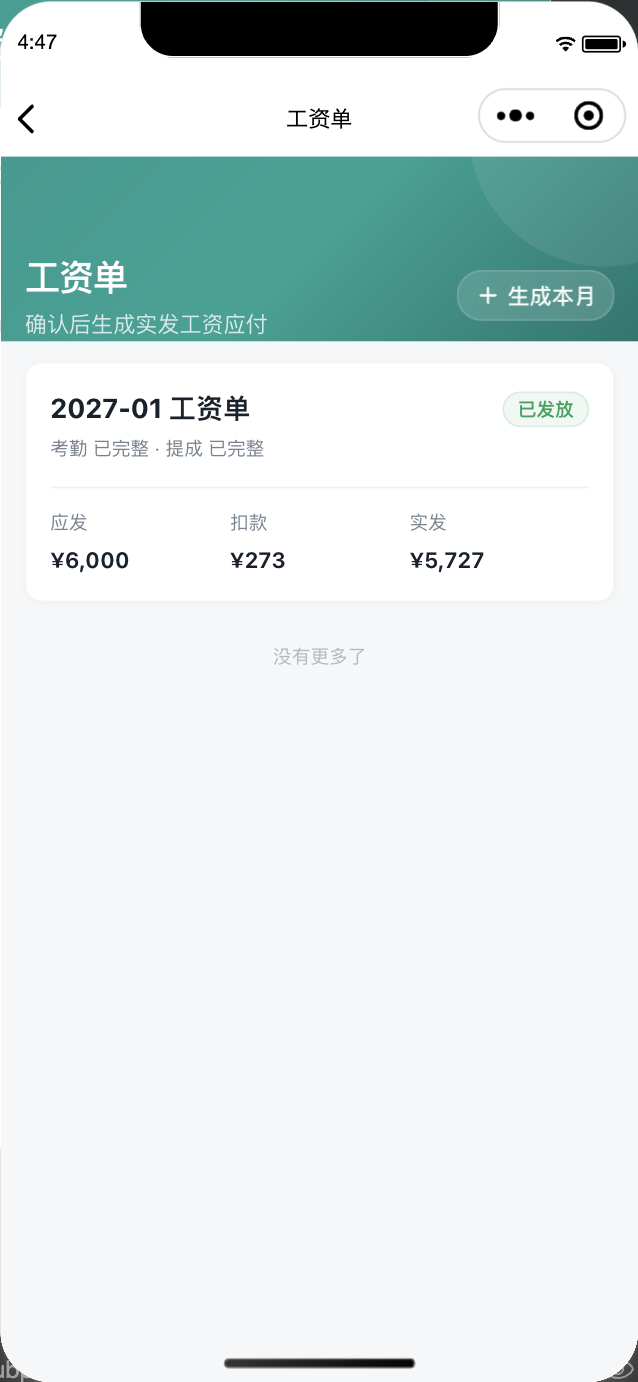 4:47
工资单
工资单
+ 生成本月
确认后生成实发工资应付
2027-01 工资单
已发放
考勤 已完整 · 提成 已完整
应发 扣款 实发
¥6,000 ¥273 ¥5,727
没有更多了